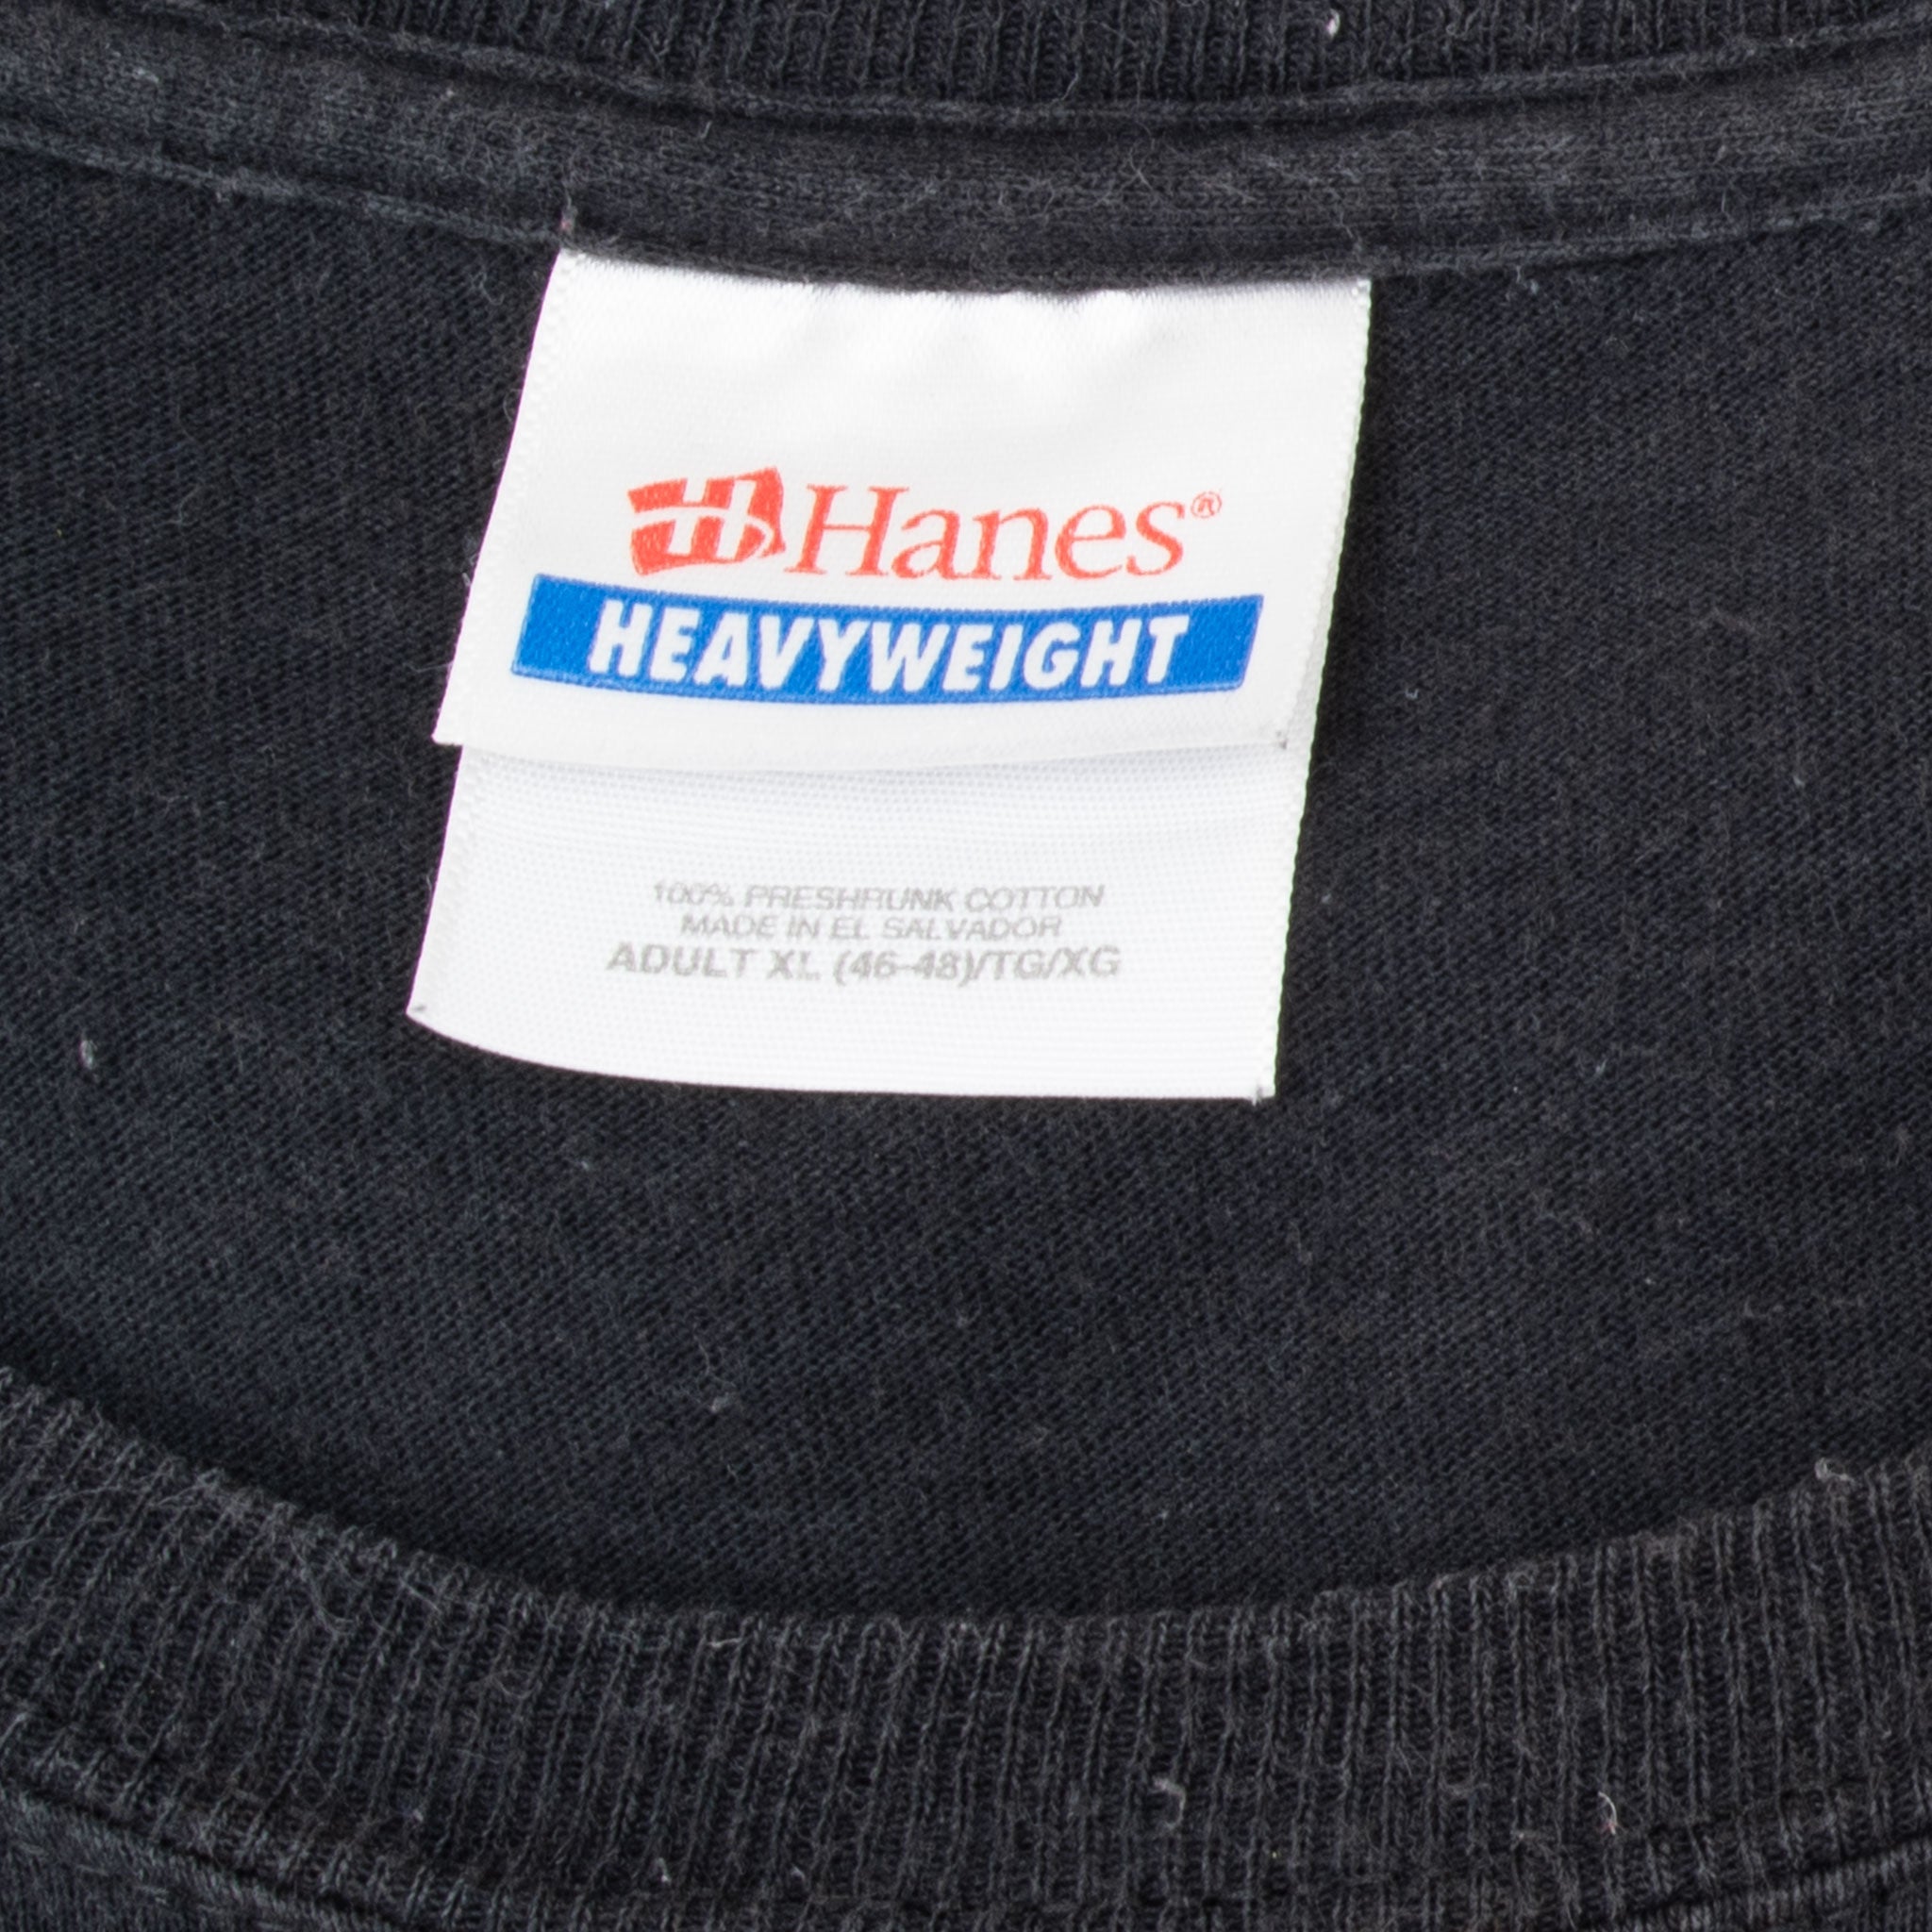 Hanes®
HEAVYWEIGHT
100% PRESHRUNK COTTON
MADE IN EL SALVADOR
ADULT XL (46-48)/TG/XG